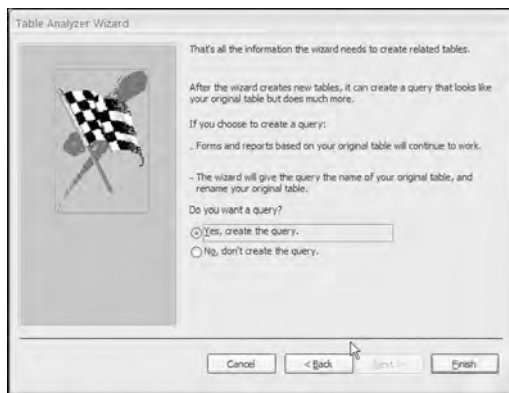 Table Analyzer Wizard
That's all the information the wizard needs to create related tables.
After the wizard creates new tables, it can create a query that looks like
your original table but does much more.
If you choose to create a query:
. Forms and reports based on your original table will continue to work.
- The wizard will give the query the name of your original table, and
rename your original table.
Do you want a query?
Yes, create the query.
No, don't create the query.
Cancel
< Back
Next >
Finish